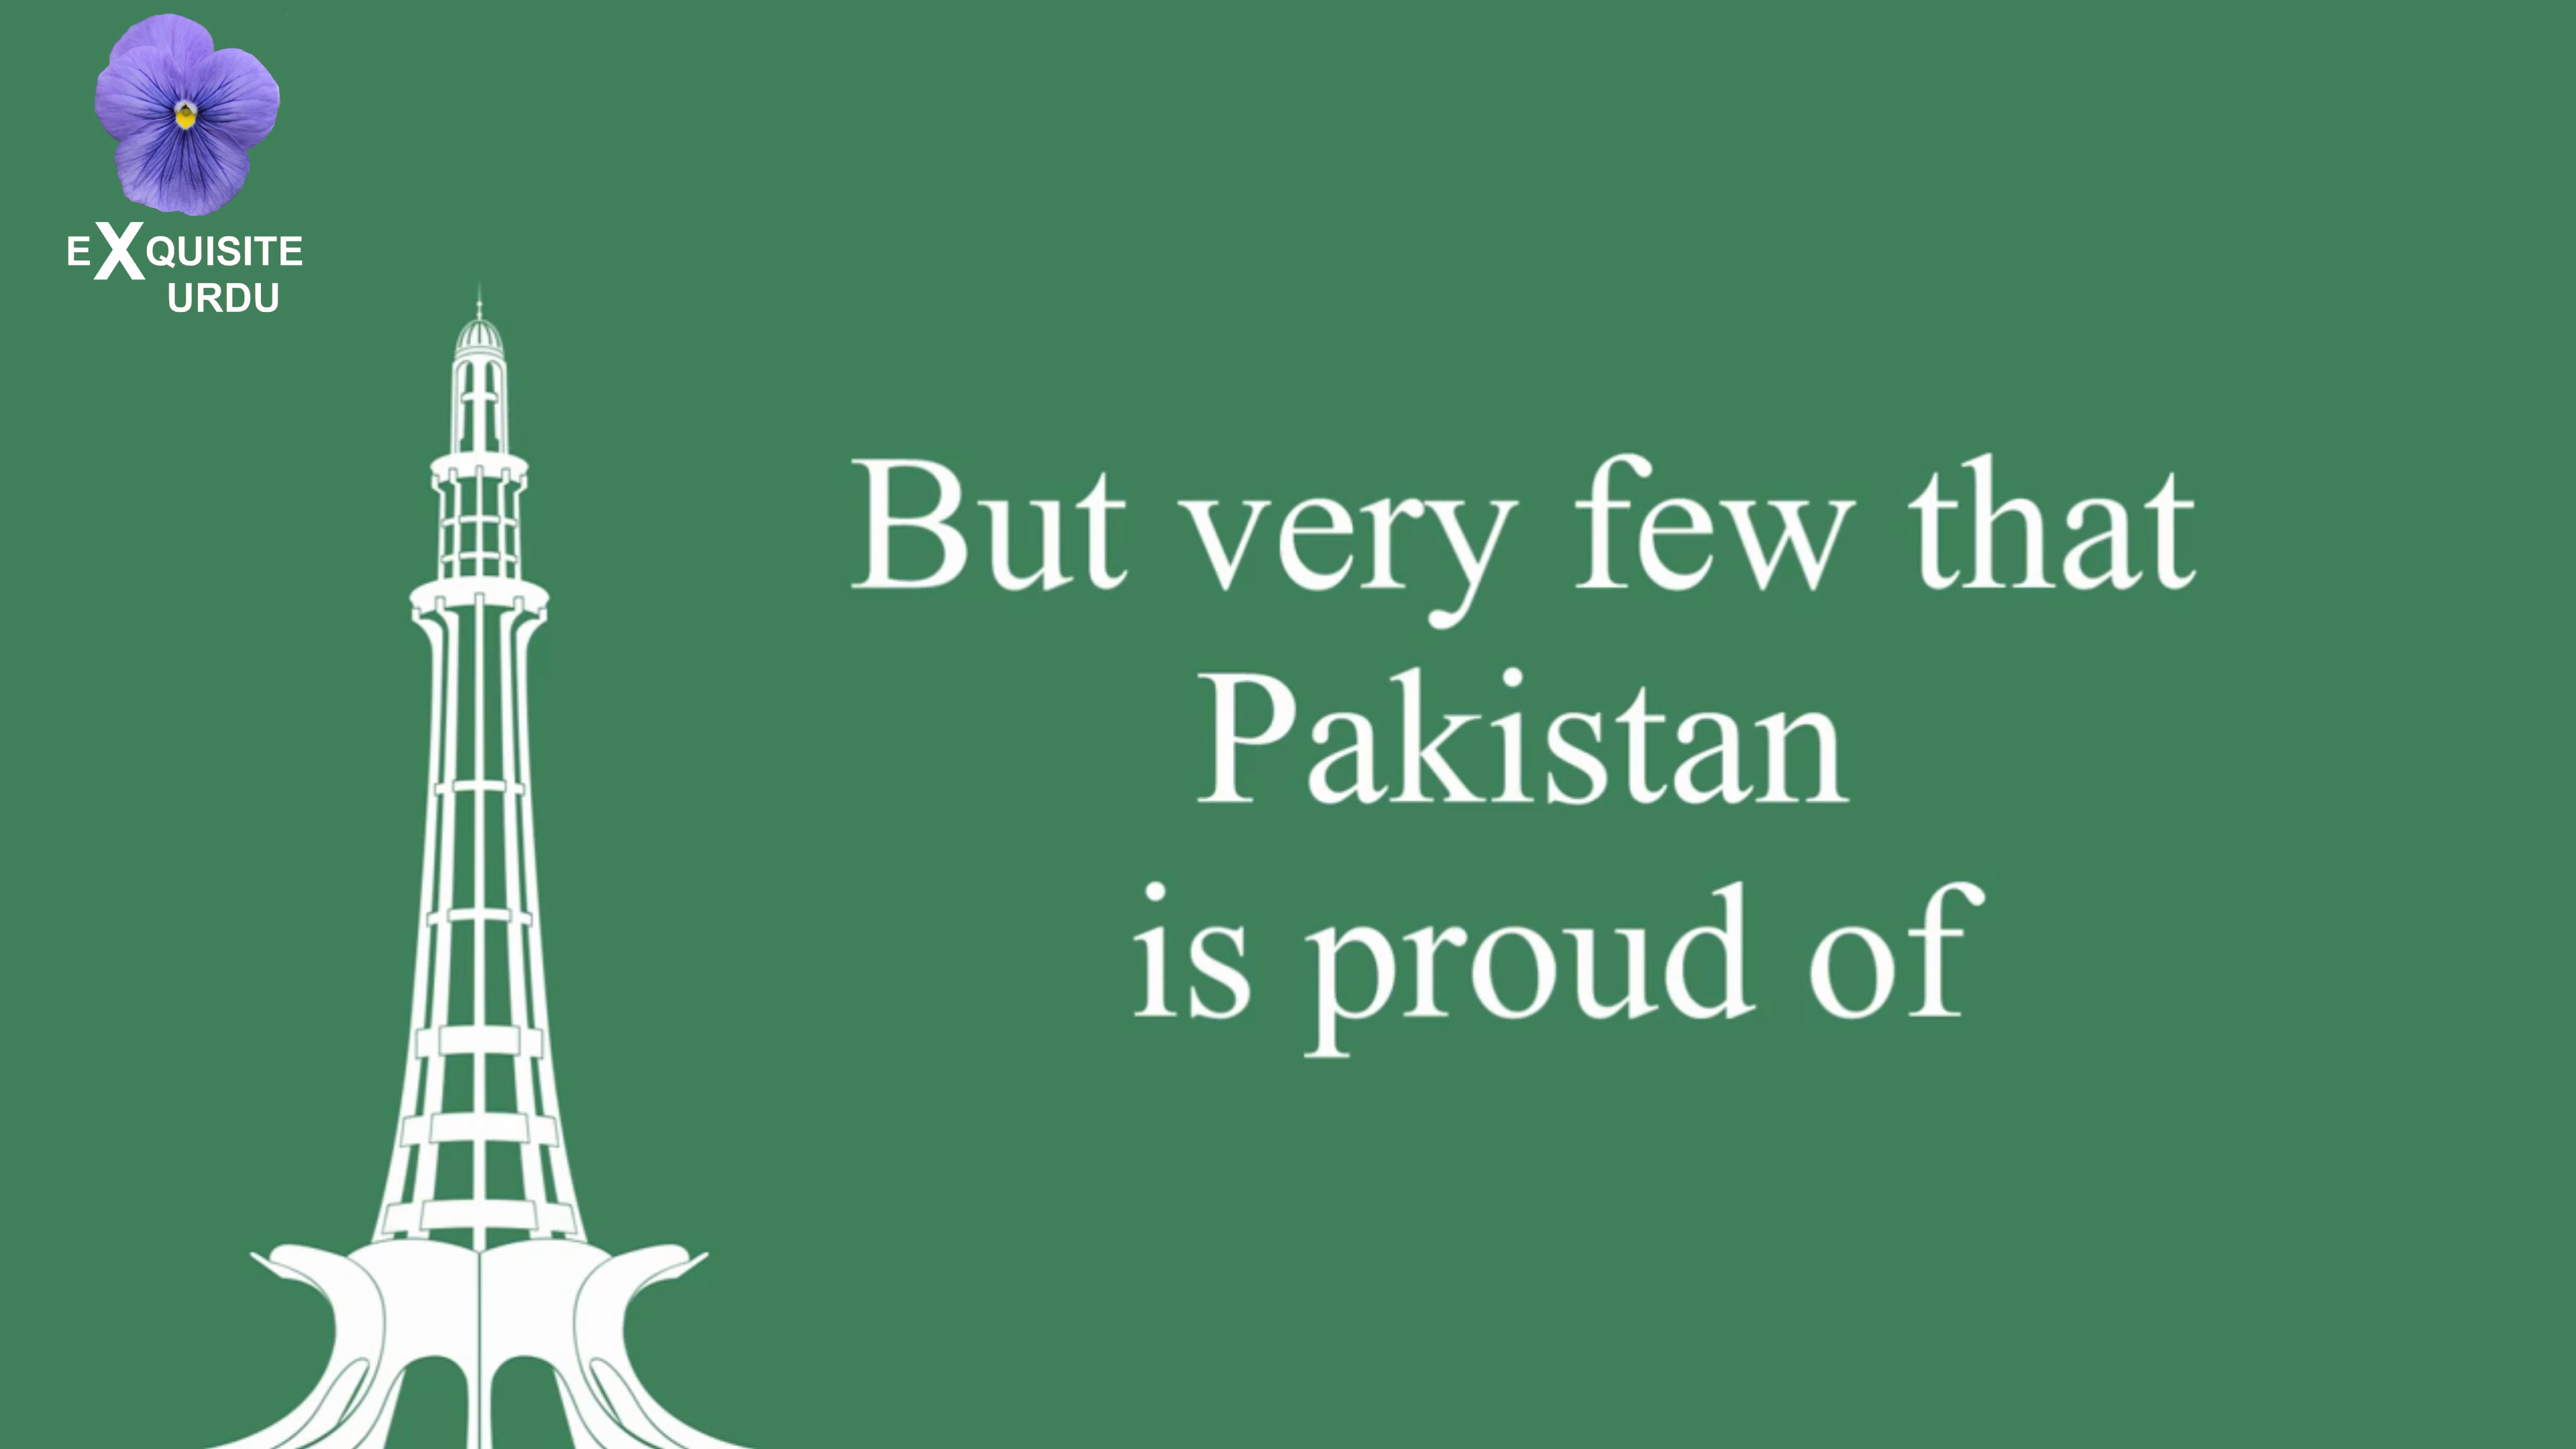 EXQUISITE
URDU
But very few that
Pakistan
is proud of